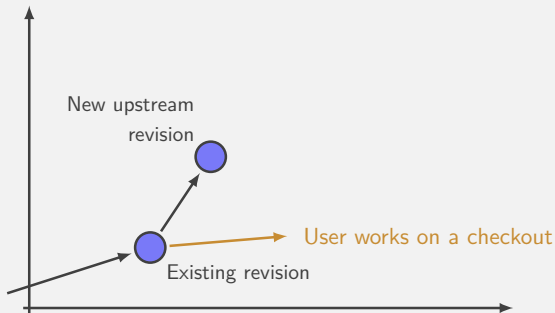 New upstream
revision
User works on a checkout
Existing revision